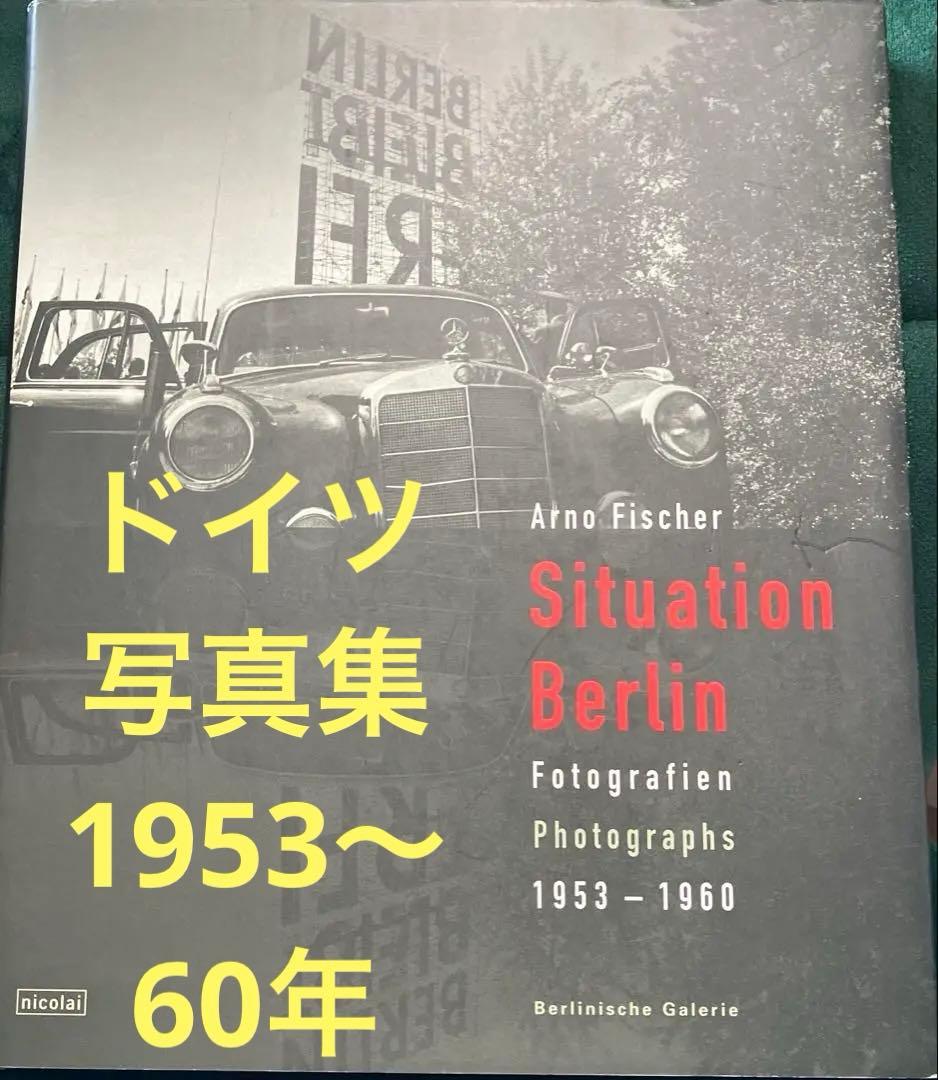 BERLIN
BLEIBT
FREI
ドイツ
写真集
1953〜
60年
Arno Fischer
Situation
Berlin
Fotografien
Photographs
1953 – 1960
nicolai
Berlinische Galerie